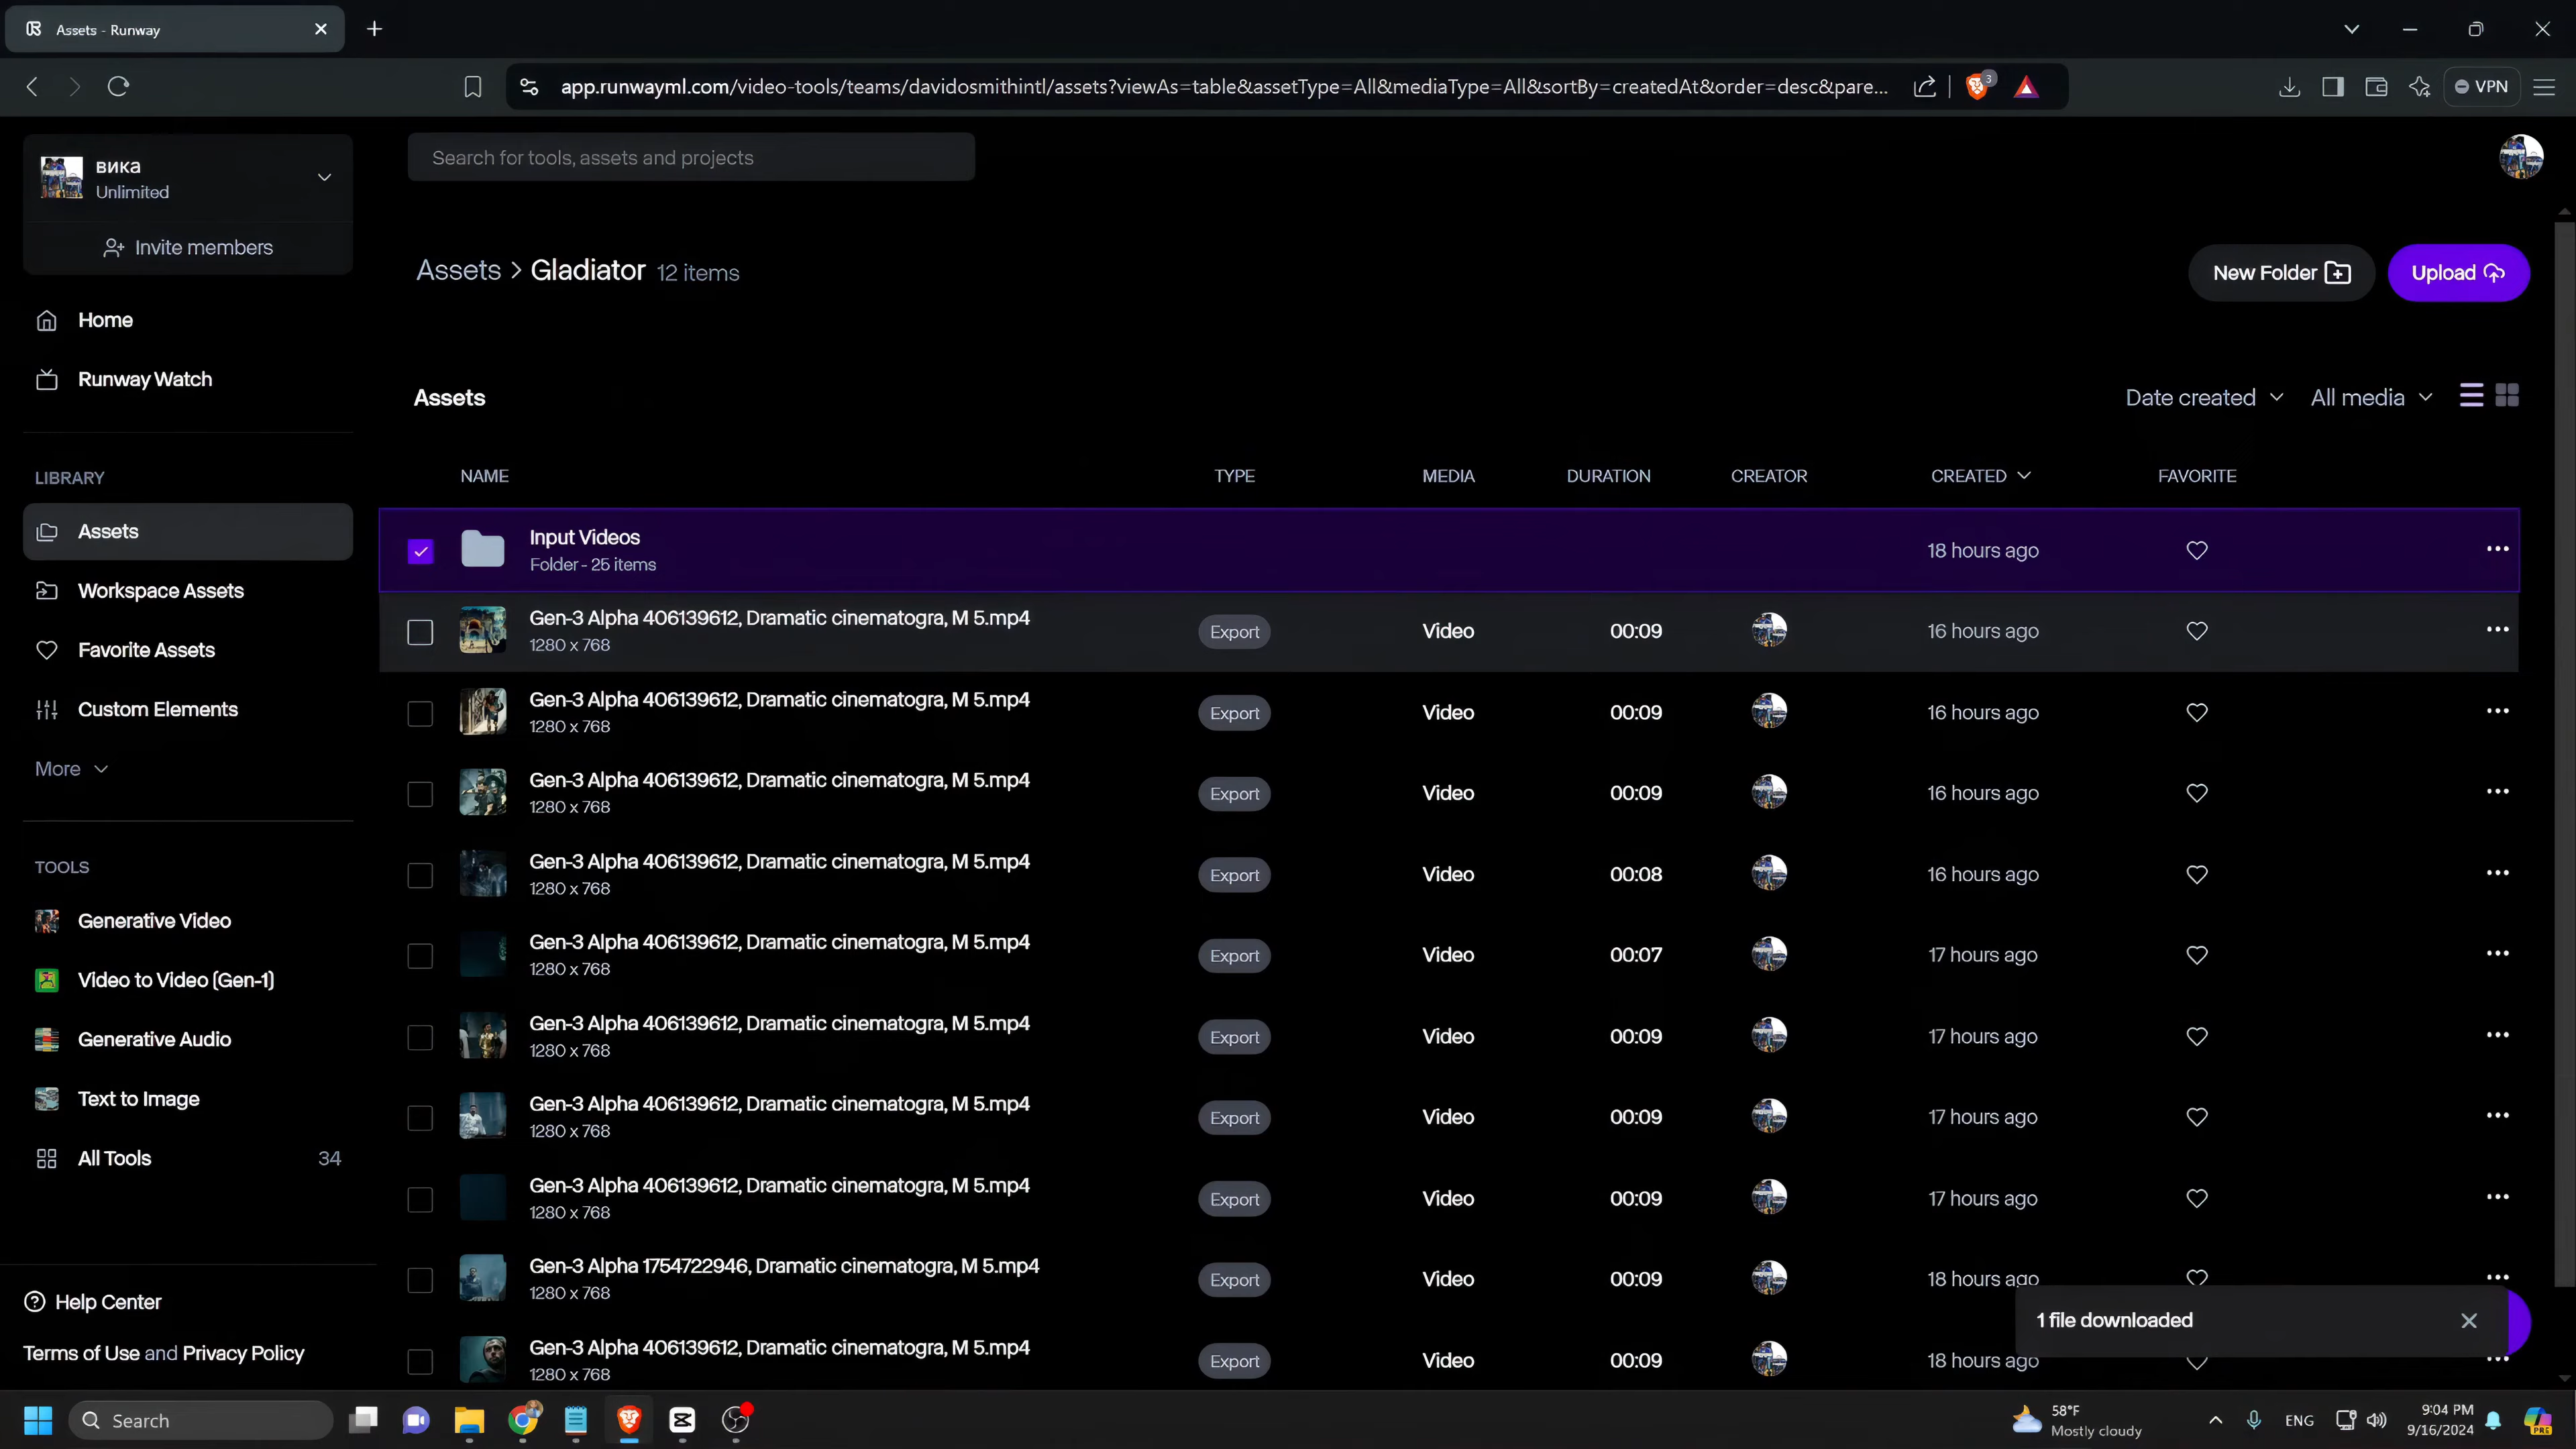 Assets - Runway
app.runwayml.com/video-tools/teams/davidosmithintl/assets?viewAs=table&assetType=All&mediaType=All&sortBy=createdAt&order=desc&pare...
3
VPN
вика
Unlimited
Invite members
Search for tools, assets and projects
Home
Runway Watch
LIBRARY
Assets
Workspace Assets
Favorite Assets
Custom Elements
More
TOOLS
Generative Video
Video to Video (Gen-1)
Generative Audio
Text to Image
All Tools 34
Help Center
Terms of Use and Privacy Policy
Assets > Gladiator 12 items
New Folder
Upload
Assets
Date created
All media
NAME TYPE MEDIA DURATION CREATOR CREATED FAVORITE
Input Videos
Folder - 25 items
18 hours ago
Gen-3 Alpha 406139612, Dramatic cinematogra, M 5.mp4
1280 x 768
Export Video 00:09 16 hours ago
Gen-3 Alpha 406139612, Dramatic cinematogra, M 5.mp4
1280 x 768
Export Video 00:09 16 hours ago
Gen-3 Alpha 406139612, Dramatic cinematogra, M 5.mp4
1280 x 768
Export Video 00:09 16 hours ago
Gen-3 Alpha 406139612, Dramatic cinematogra, M 5.mp4
1280 x 768
Export Video 00:08 16 hours ago
Gen-3 Alpha 406139612, Dramatic cinematogra, M 5.mp4
1280 x 768
Export Video 00:07 17 hours ago
Gen-3 Alpha 406139612, Dramatic cinematogra, M 5.mp4
1280 x 768
Export Video 00:09 17 hours ago
Gen-3 Alpha 406139612, Dramatic cinematogra, M 5.mp4
1280 x 768
Export Video 00:09 17 hours ago
Gen-3 Alpha 406139612, Dramatic cinematogra, M 5.mp4
1280 x 768
Export Video 00:09 17 hours ago
Gen-3 Alpha 1754722946, Dramatic cinematogra, M 5.mp4
1280 x 768
Export Video 00:09 18 hours ago
Gen-3 Alpha 406139612, Dramatic cinematogra, M 5.mp4
1280 x 768
Export Video 00:09 18 hours ago
1 file downloaded
Search
58°F
Mostly cloudy
ENG
9:04 PM
9/16/2024
PRE